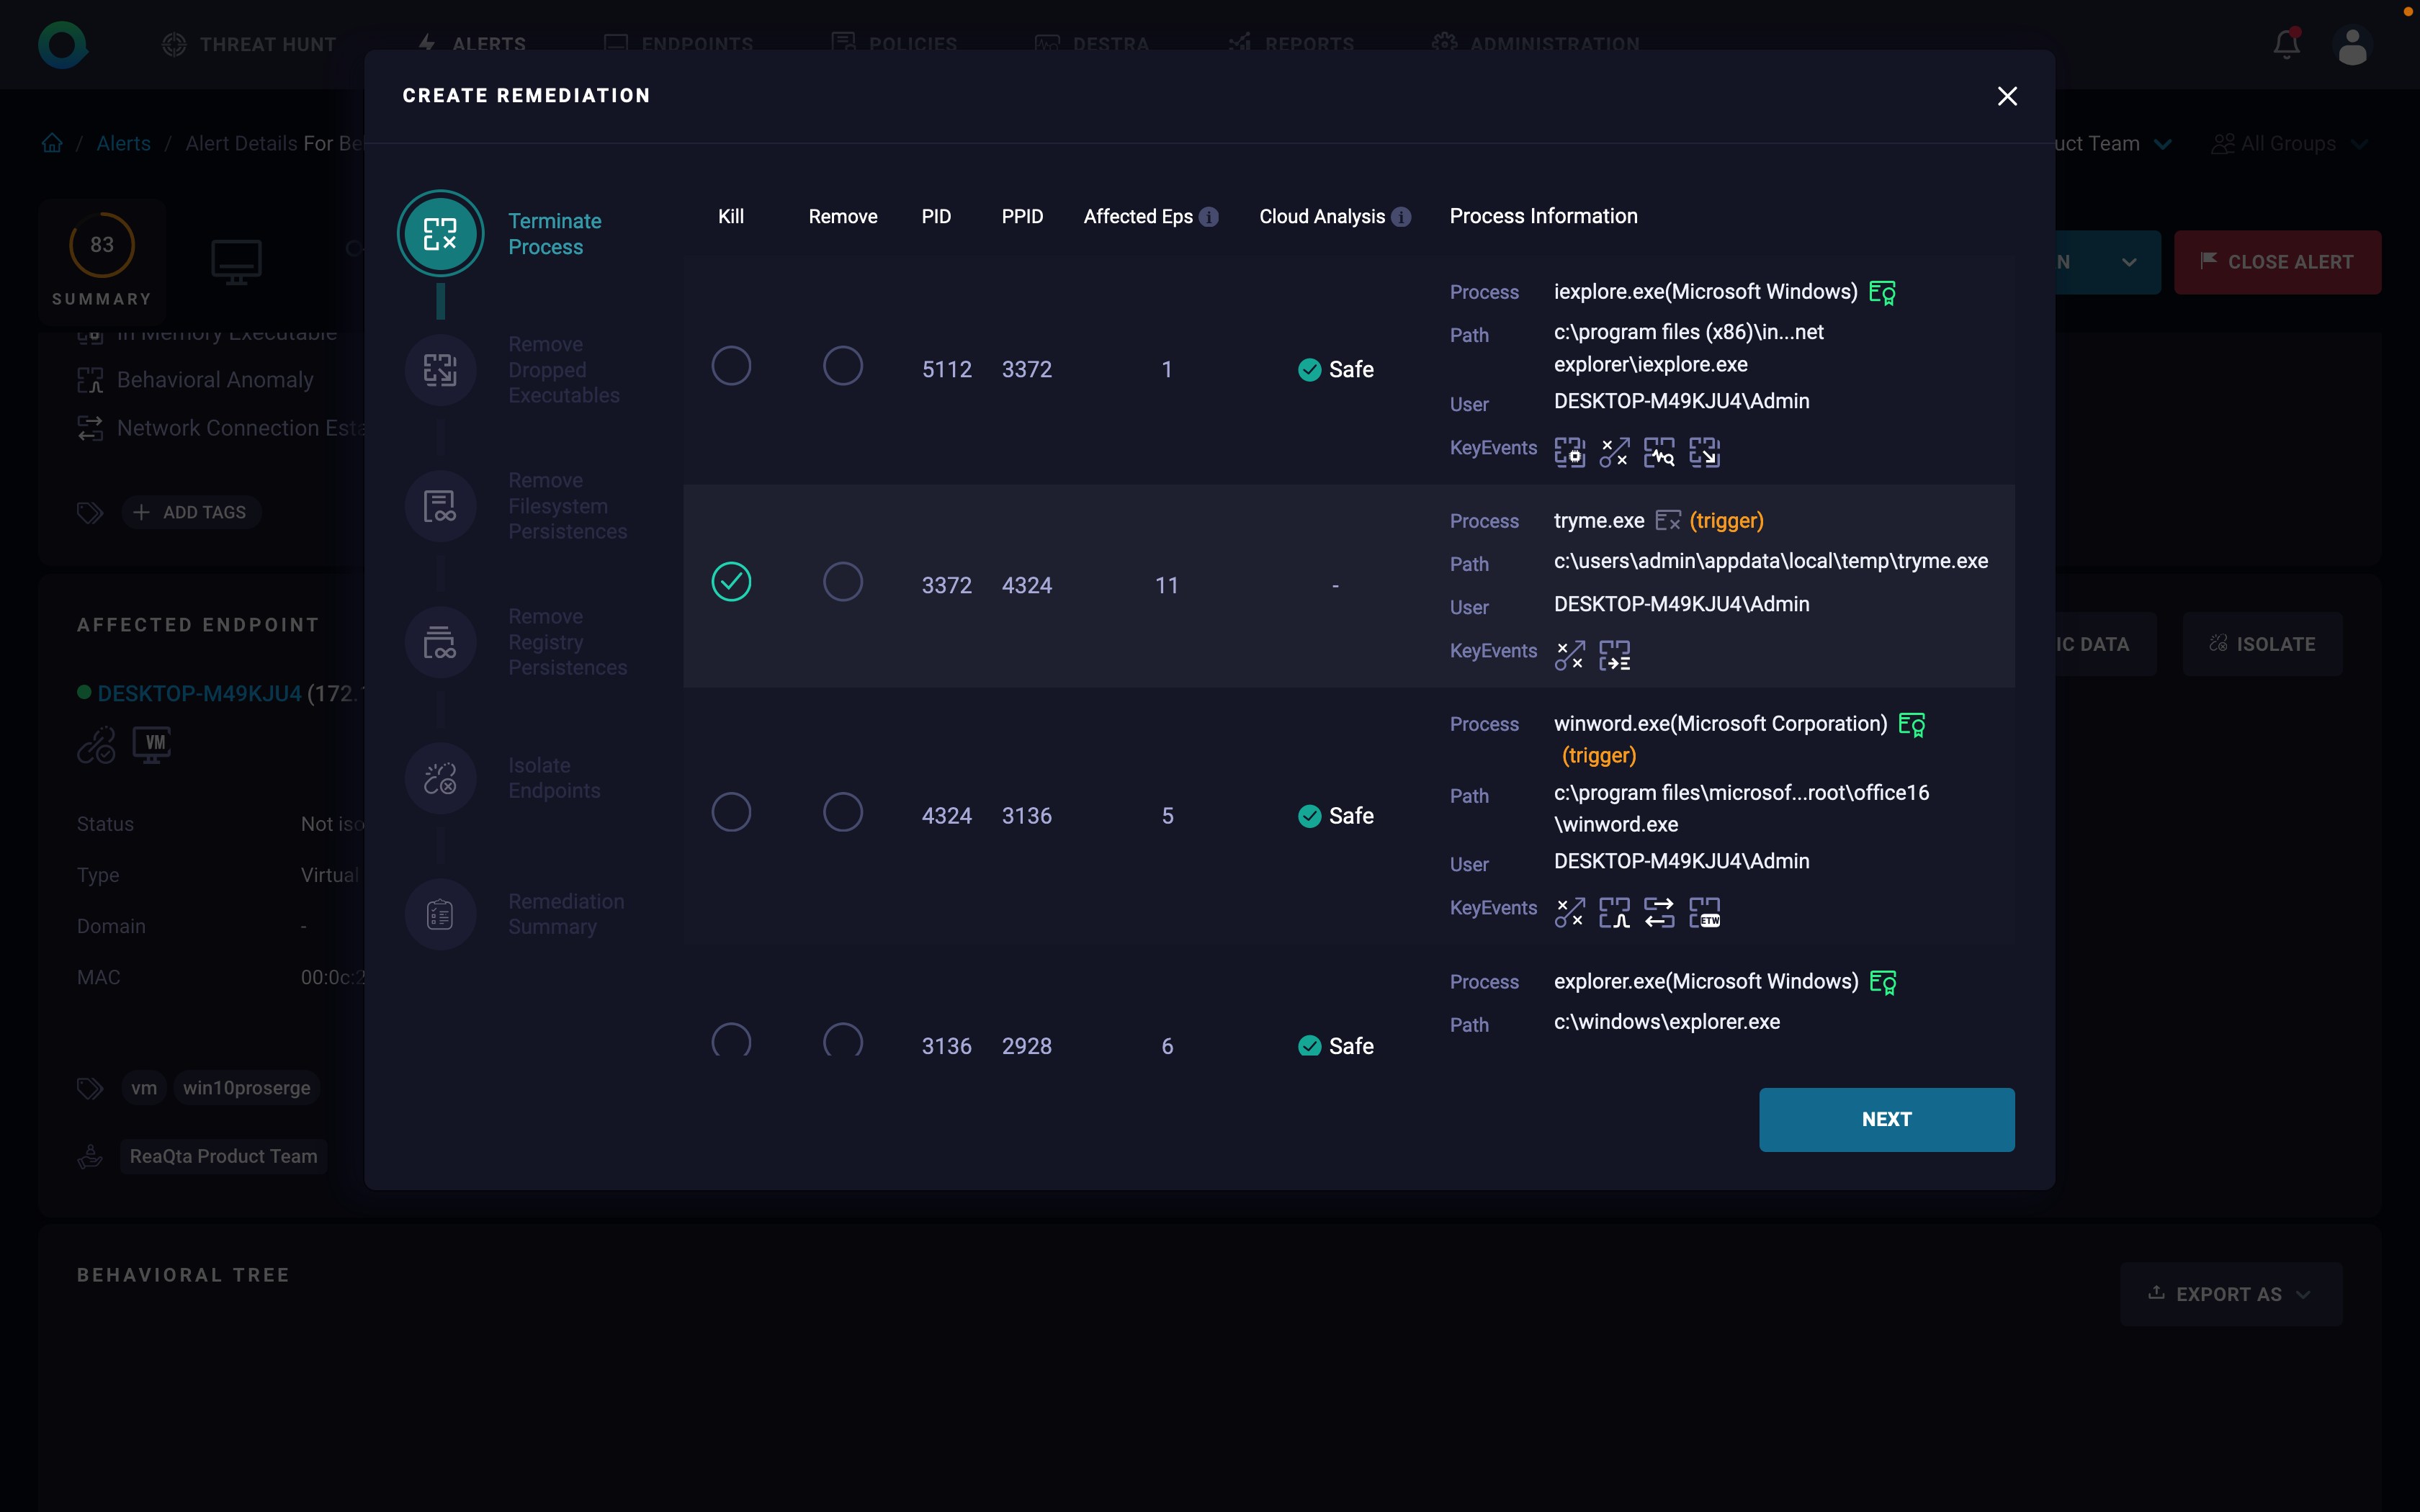 THREAT HUNT
ALERTS
ENDPOINTS
POLICIES
DESTRA
REPORTS
ADMINISTRATION
CREATE REMEDIATION
/ Alerts / Alert Details For Be
uct Team
All Groups
83
SUMMARY
N
CLOSE ALERT
In Memory Executable
Behavioral Anomaly
Network Connection Esta
ADD TAGS
AFFECTED ENDPOINT
IC DATA
ISOLATE
DESKTOP-M49KJU4 (172.1
VM
Status Not iso
Type Virtual
Domain -
MAC 00:0c:2
vm win10proserge
ReaQta Product Team
Terminate
Process
Remove
Dropped
Executables
Remove
Filesystem
Persistences
Remove
Registry
Persistences
Isolate
Endpoints
Remediation
Summary
Kill Remove PID PPID Affected Eps i Cloud Analysis i Process Information
5112 3372 1 Safe
Process iexplore.exe(Microsoft Windows)
Path c:\program files (x86)\in...net
explorer\iexplore.exe
User DESKTOP-M49KJU4\Admin
KeyEvents
3372 4324 11 -
Process tryme.exe (trigger)
Path c:\users\admin\appdata\local\temp\tryme.exe
User DESKTOP-M49KJU4\Admin
KeyEvents
4324 3136 5 Safe
Process winword.exe(Microsoft Corporation)
(trigger)
Path c:\program files\microsof...root\office16
\winword.exe
User DESKTOP-M49KJU4\Admin
KeyEvents
ETW
3136 2928 6 Safe
Process explorer.exe(Microsoft Windows)
Path c:\windows\explorer.exe
NEXT
BEHAVIORAL TREE
EXPORT AS